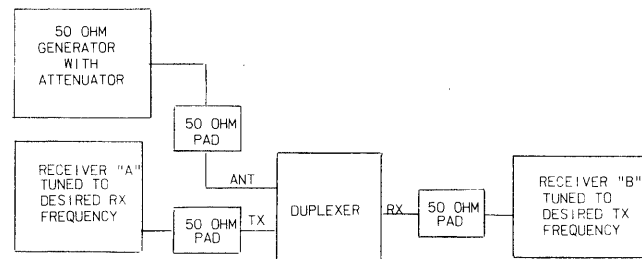 50 OHM
GENERATOR
WITH
ATTENUATOR
50 OHM
PAD
RECEIVER "A"
TUNED TO
DESIRED RX
FREQUENCY
ANT
TX
50 OHM
PAD
DUPLEXER
RX
50 OHM
PAD
RECEIVER "B"
TUNED TO
DESIRED TX
FREQUENCY